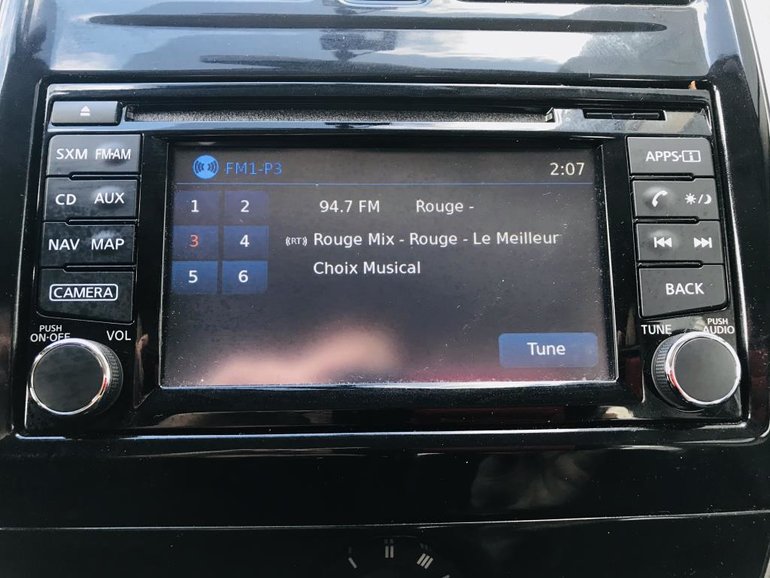 SXM FM-AM
CD AUX
NAV MAP
CAMERA
PUSH
ON-OFF VOL
FM1-P3 2:07
1 2 94.7 FM Rouge -
3 4 (RT) Rouge Mix - Rouge - Le Meilleur
5 6 Choix Musical
Tune
APPS-i
BACK
TUNE PUSH
AUDIO